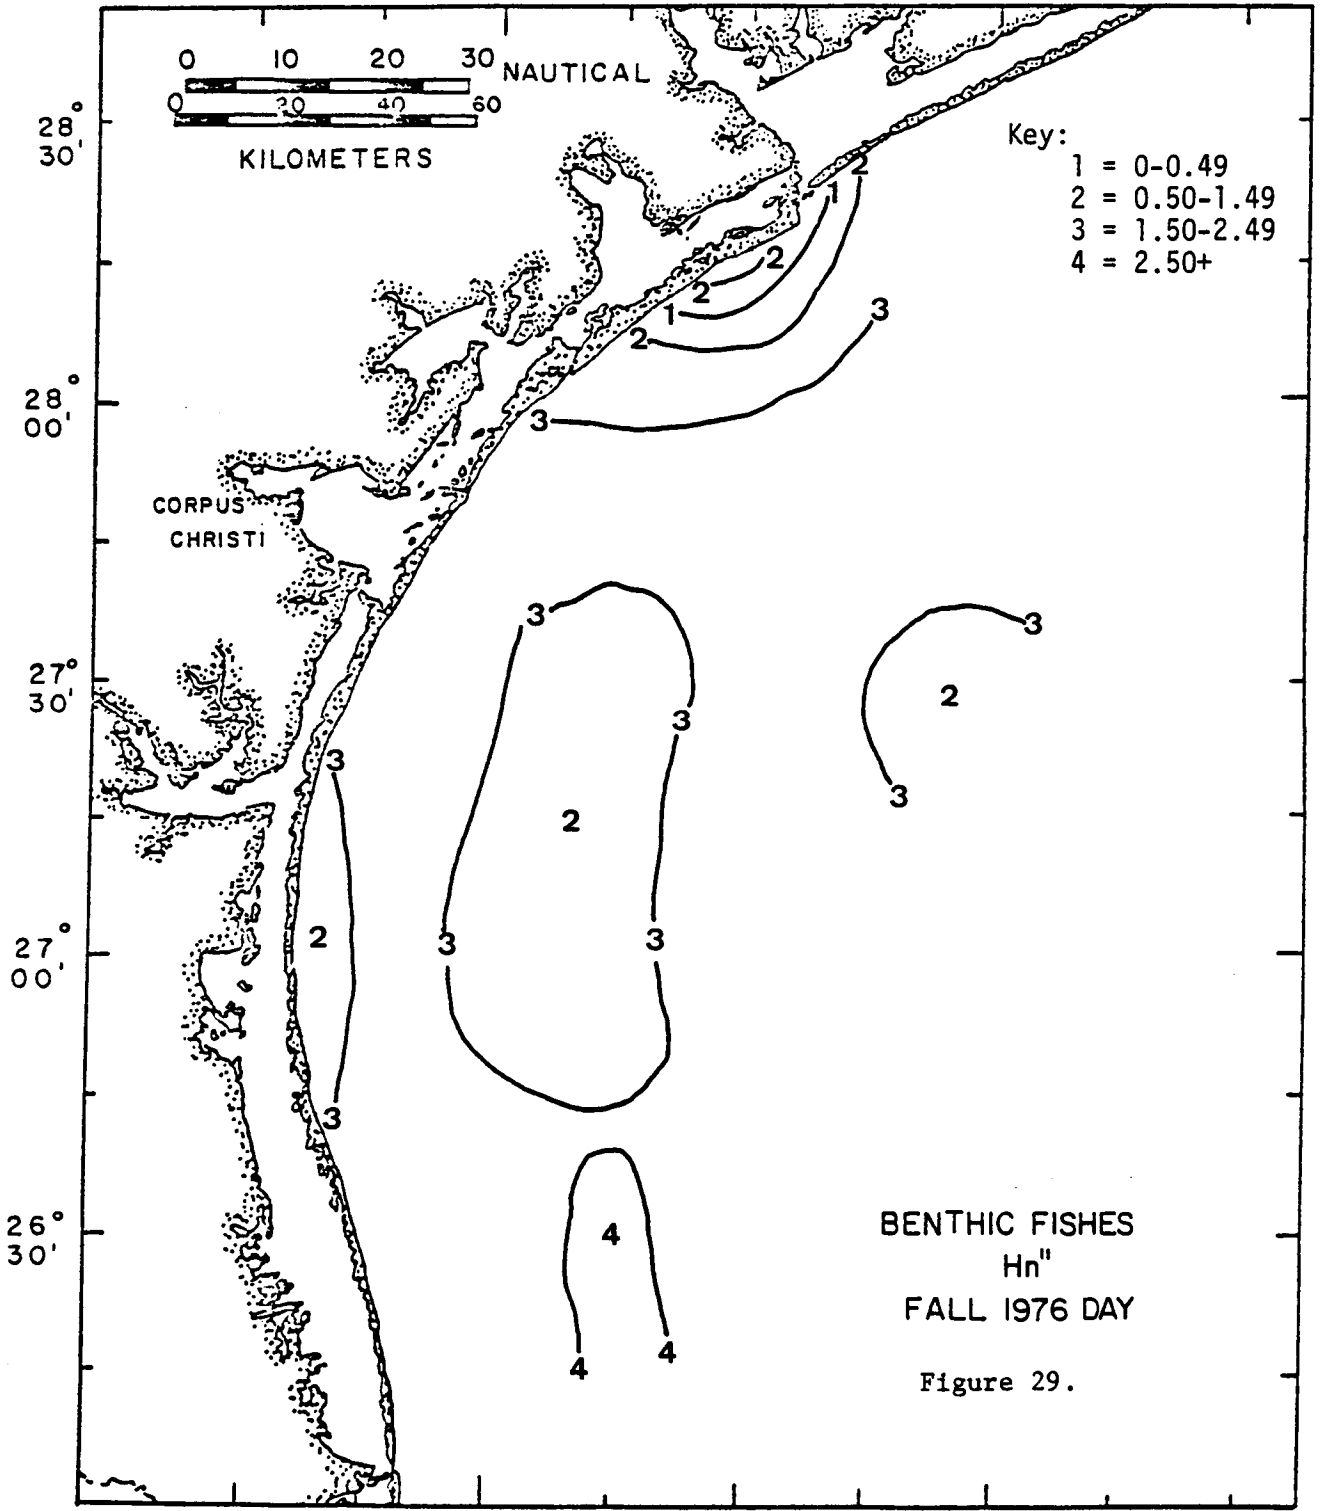 0 10 20 30 NAUTICAL
0 20 40 60
KILOMETERS
28°
30'
Key:
1 = 0-0.49
2 = 0.50-1.49
3 = 1.50-2.49
4 = 2.50+
2
1
2
2
1
2
3
28°
00'
3
CORPUS
CHRISTI
3
3
27°
30'
2
3
3
3
2
2
3
3
27°
00'
3
26°
30'
4
BENTHIC FISHES
Hn"
FALL 1976 DAY
4
4
Figure 29.